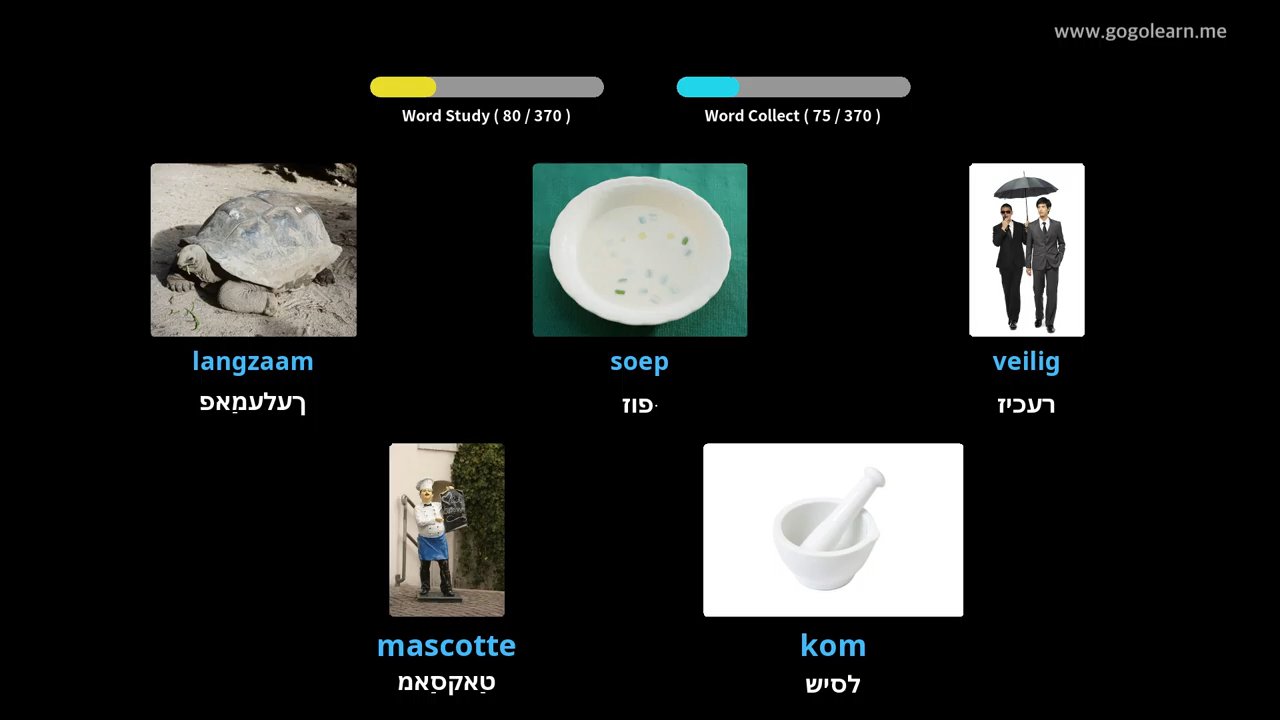 www.gogolearn.me
Word Study ( 80 / 370 )
Word Collect ( 75 / 370 )
langzaam
ךעלעמַאפ
soep
·פוז
veilig
רעכיז
mascotte
טַאקסַאמ
kom
לסיש